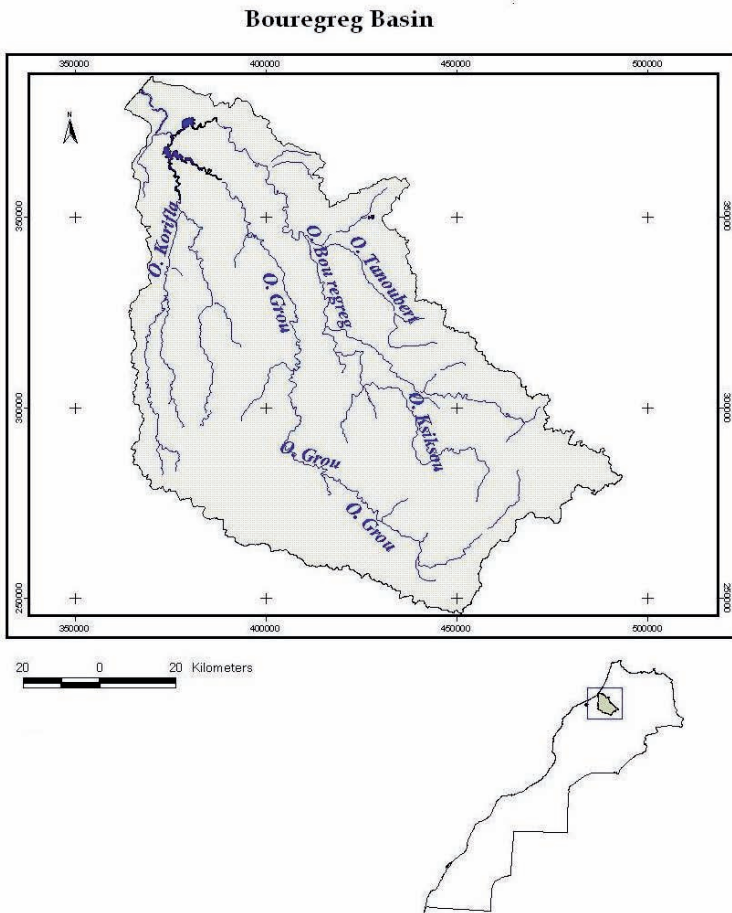 Bouregreg Basin
350000 400000 450000 500000
N
350000 350000
O. Korifla
O. Grou
O. Bou regreg
O. Tanoubert
300000 300000
O. Ksiksou
O. Grou
O. Grou
250000 250000
350000 400000 450000 500000
20 0 20 Kilometers